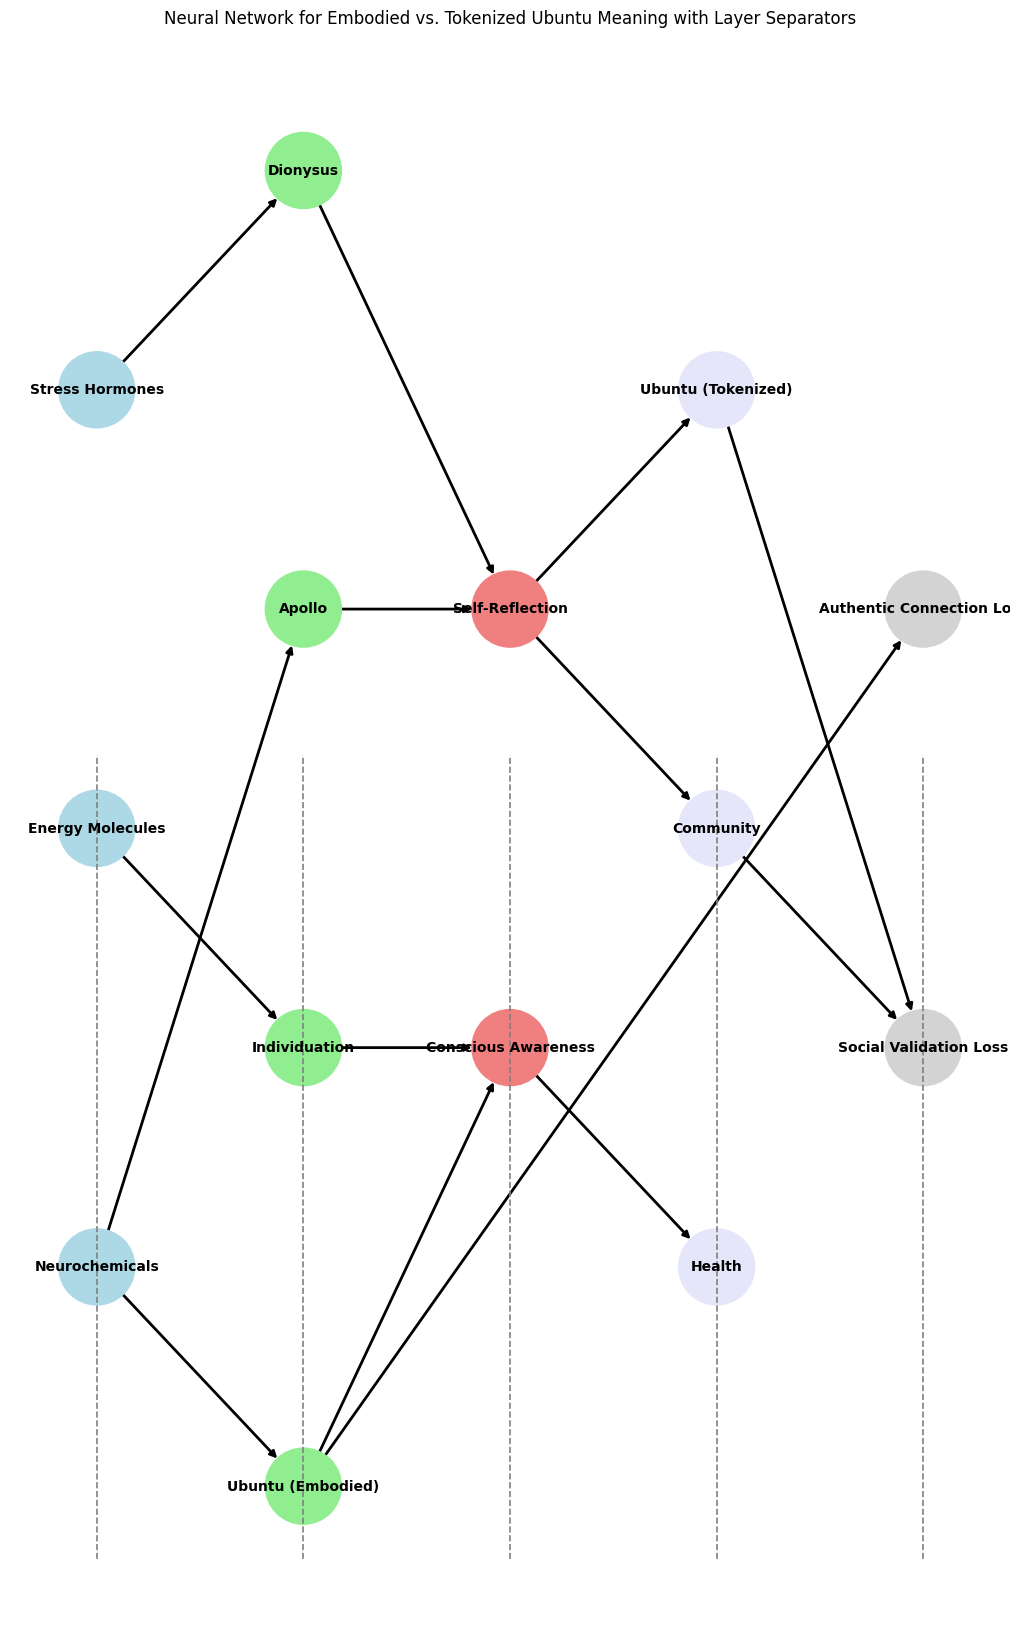 Neural Network for Embodied vs. Tokenized Ubuntu Meaning with Layer Separators
Dionysus
Stress Hormones
Ubuntu (Tokenized)
Apollo
Self-Reflection
Authentic Connection Lo
Energy Molecules
Community
Individuation
Conscious Awareness
Social Validation Loss
Neurochemicals
Health
Ubuntu (Embodied)